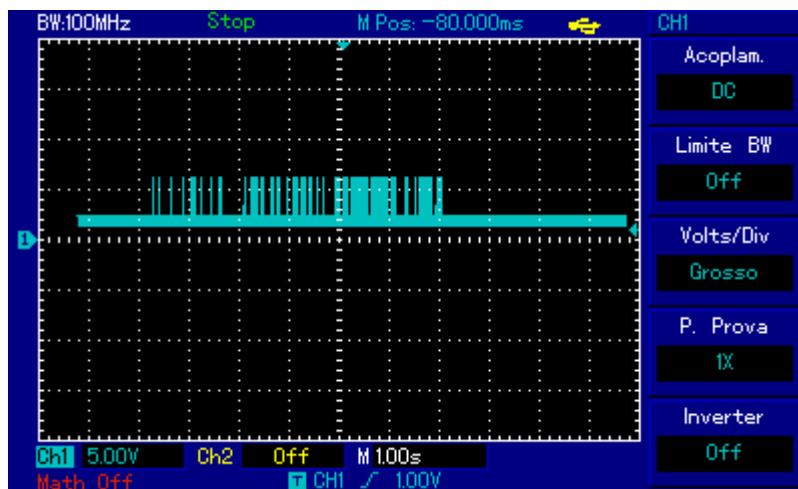 BW:100MHz Stop M Pos: -80.000ms CH1
Acoplam.
DC
Limite BW
Off
Volts/Div
Grosso
P. Prova
1X
Inverter
Off
1
Ch1 5.00V Ch2 Off M 1.00s
Math Off T CH1 1.00V